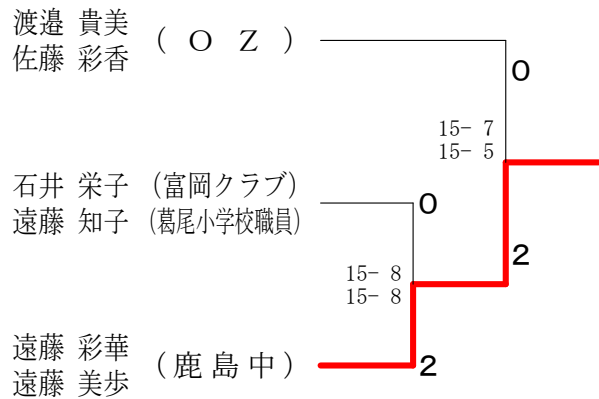 渡邉 貴美
佐藤 彩香
( O Z )
0
15- 7
15- 5
石井 栄子 (富岡クラブ)
遠藤 知子 (葛尾小学校職員)
0
2
15- 8
15- 8
遠藤 彩華
遠藤 美歩
(鹿島中)
2